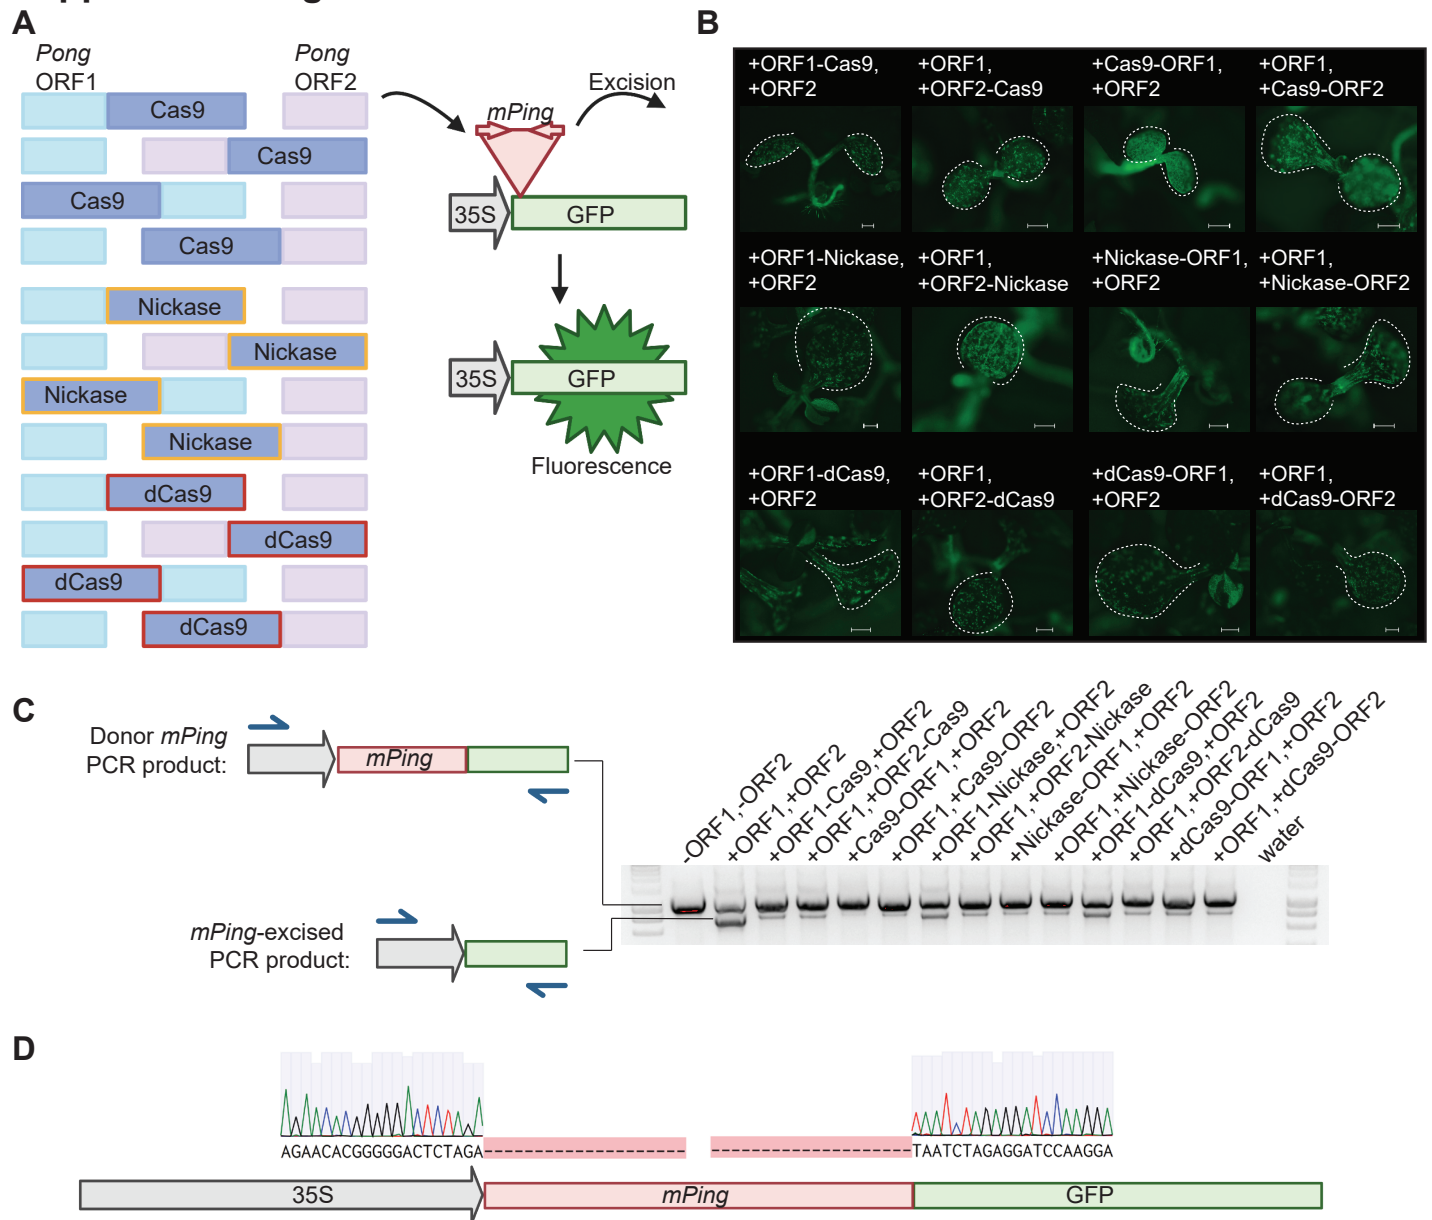 A
Pong
ORF1
Pong
ORF2
Cas9
Cas9
Cas9
Cas9
Nickase
Nickase
Nickase
Nickase
dCas9
dCas9
dCas9
dCas9
mPing
Excision
35S
GFP
35S
GFP
Fluorescence
B
+ORF1-Cas9,
+ORF2
+ORF1,
+ORF2-Cas9
+Cas9-ORF1,
+ORF2
+ORF1,
+Cas9-ORF2
+ORF1-Nickase,
+ORF2
+ORF1,
+ORF2-Nickase
+Nickase-ORF1,
+ORF2
+ORF1,
+Nickase-ORF2
+ORF1-dCas9,
+ORF2
+ORF1,
+ORF2-dCas9
+dCas9-ORF1,
+ORF2
+ORF1,
+dCas9-ORF2
C
Donor mPing
PCR product:
mPing
mPing-excised
PCR product:
-ORF1,-ORF2
+ORF1, +ORF2
+ORF1-Cas9, +ORF2
+ORF1, +ORF2-Cas9
+Cas9-ORF1, +ORF2
+ORF1, +Cas9-ORF2
+ORF1-Nickase, +ORF2
+ORF1, +ORF2-Nickase
+Nickase-ORF1, +ORF2
+ORF1, +Nickase-ORF2
+ORF1-dCas9, +ORF2
+ORF1, +ORF2-dCas9
+dCas9-ORF1, +ORF2
+ORF1, +dCas9-ORF2
water
D
AGAACACGGGGGACTCTAGA
TAATCTAGAGGATCCAAGGA
35S
mPing
GFP